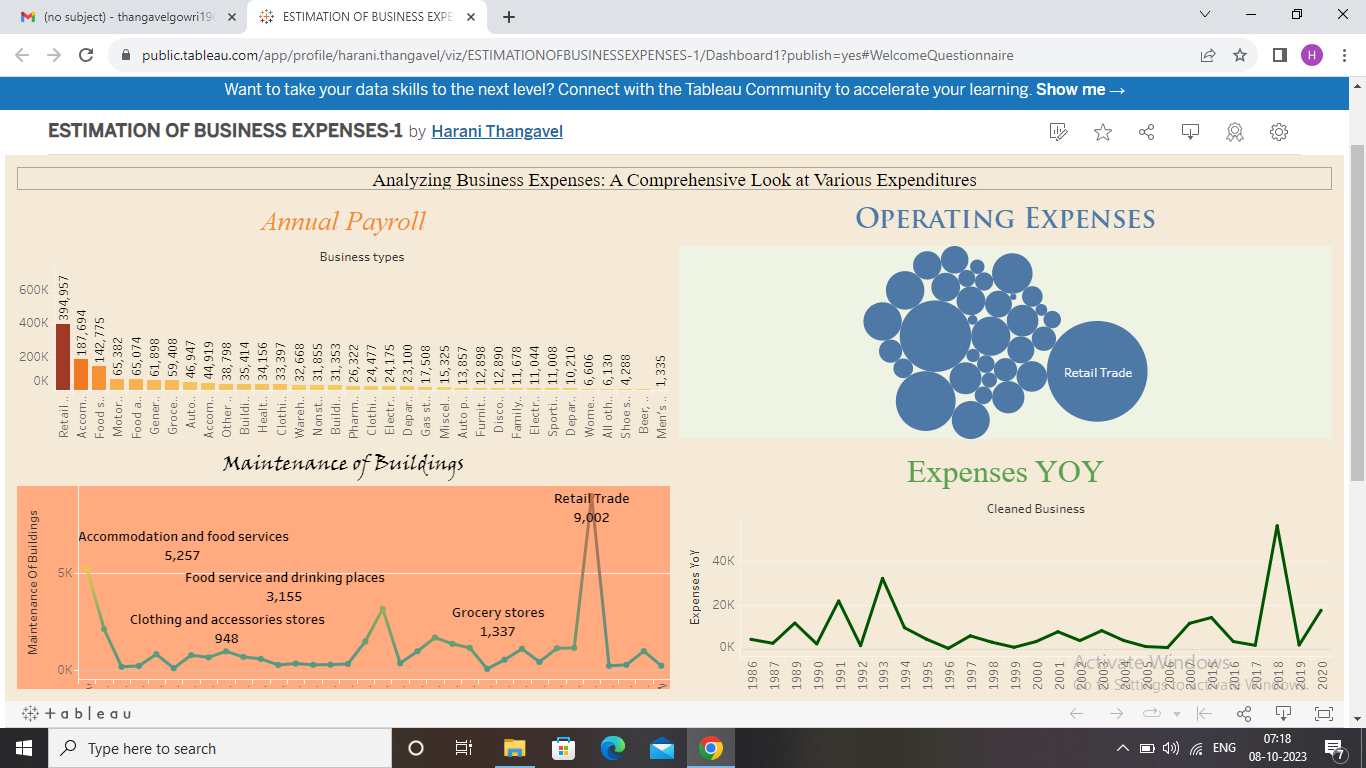 (no subject) - thangavelgowri19
ESTIMATION OF BUSINESS EXPE
public.tableau.com/app/profile/harani.thangavel/viz/ESTIMATIONOFBUSINESSEXPENSES-1/Dashboard1?publish=yes#WelcomeQuestionnaire
H
Want to take your data skills to the next level? Connect with the Tableau Community to accelerate your learning. Show me →
ESTIMATION OF BUSINESS EXPENSES-1 by Harani Thangavel
Analyzing Business Expenses: A Comprehensive Look at Various Expenditures
Annual Payroll
Business types
600K
400K
200K
0K
394,957
187,694
142,775
65,382
65,074
61,898
59,408
46,947
44,919
38,798
35,414
34,156
33,397
32,668
31,855
31,353
26,322
24,477
24,175
23,100
17,508
15,325
13,857
12,898
12,890
11,678
11,044
11,008
10,210
6,606
6,130
4,288
1,335
Retail ..
Accom..
Food s..
Motor..
Food a..
Gener..
Groce..
Auto..
Accom..
Other ..
Buildi..
Healt..
Clothi..
Wareh..
Nonst..
Buildi..
Pharm..
Clothi..
Electr..
Depar..
Gas st..
Miscel..
Auto p..
Furnit..
Disco..
Family..
Electr..
Sporti..
Depar..
Wome..
All oth..
Shoe s..
Beer, ..
Men's ..
OPERATING EXPENSES
Retail Trade
Maintenance of Buildings
Maintenance Of Buildings
5K
0K
Accommodation and food services
5,257
Food service and drinking places
3,155
Clothing and accessories stores
948
Grocery stores
1,337
Retail Trade
9,002
Expenses YOY
Cleaned Business
Expenses YoY
40K
20K
0K
1986
1987
1989
1990
1991
1992
1993
1994
1995
1996
1997
1998
1999
2000
2001
2002
2003
2015
2016
2017
2018
2019
2020
Activate Windows
Go to Settings to activate Windows.
+ a b l e a u
Type here to search
ENG
07:18
08-10-2023
7